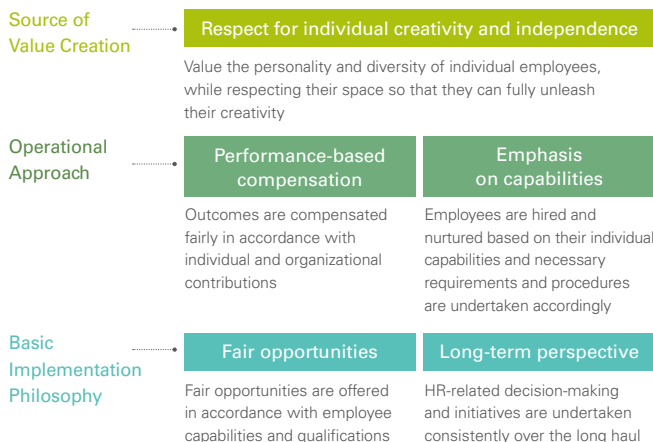 Source of
Value Creation
Respect for individual creativity and independence
Value the personality and diversity of individual employees,
while respecting their space so that they can fully unleash
their creativity
Operational
Approach
Performance-based
compensation
Outcomes are compensated
fairly in accordance with
individual and organizational
contributions
Emphasis
on capabilities
Employees are hired and
nurtured based on their individual
capabilities and necessary
requirements and procedures
are undertaken accordingly
Basic
Implementation
Philosophy
Fair opportunities
Fair opportunities are offered
in accordance with employee
capabilities and qualifications
Long-term perspective
HR-related decision-making
and initiatives are undertaken
consistently over the long haul